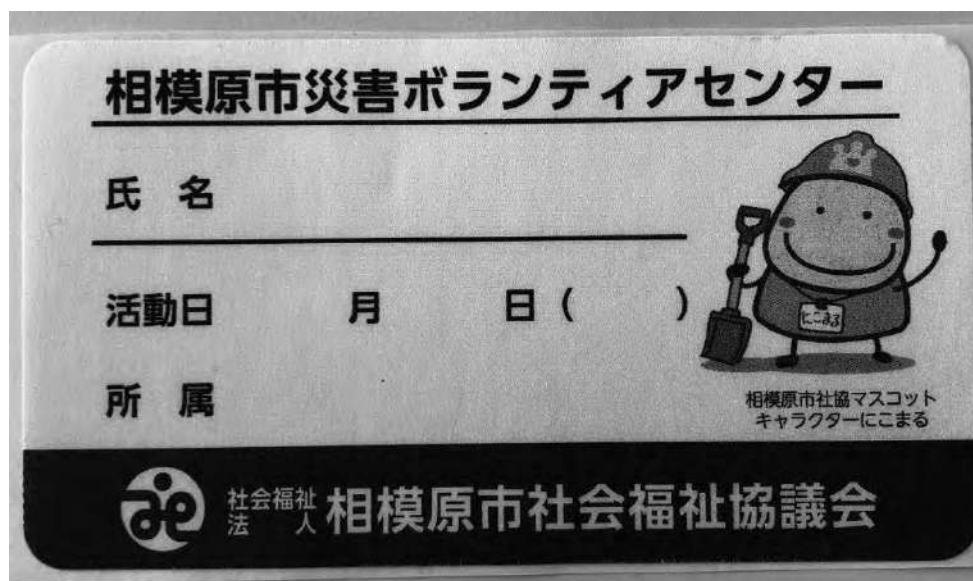 相模原市災害ボランティアセンター
氏 名
活動日 月 日( )
所 属
にこまる
相模原市社協マスコット
キャラクターにこまる
社会福祉法人 相模原市社会福祉協議会